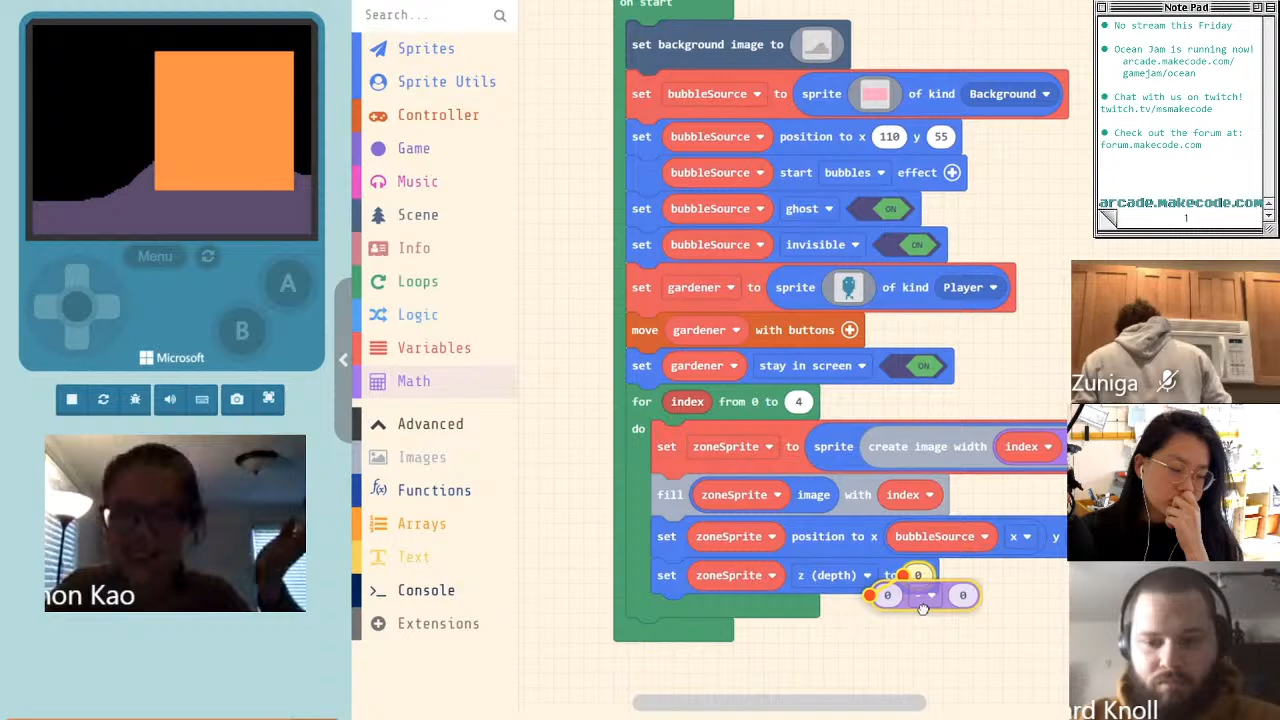 Menu
A
B
Microsoft
non Kao
Search...
Sprites
Sprite Utils
Controller
Game
Music
Scene
Info
Loops
Logic
Variables
Math
Advanced
Images
Functions
Arrays
Text
Console
Extensions
on start
set background image to
set bubbleSource to sprite of kind Background
set bubbleSource position to x 110 y 55
bubbleSource start bubbles effect
set bubbleSource ghost ON
set bubbleSource invisible ON
set gardener to sprite of kind Player
move gardener with buttons
set gardener stay in screen ON
for index from 0 to 4
do
set zoneSprite to sprite create image width index
fill zoneSprite image with index
set zoneSprite position to x bubbleSource x y
set zoneSprite z (depth) to 0
0 - 0
Note Pad
No stream this Friday
Ocean Jam is running now!
arcade.makecode.com/
gamejam/ocean
Chat with us on twitch!
twitch.tv/msmakecode
Check out the forum at:
forum.makecode.com
arcade.makecode.com
1
Zuniga
ard Knoll